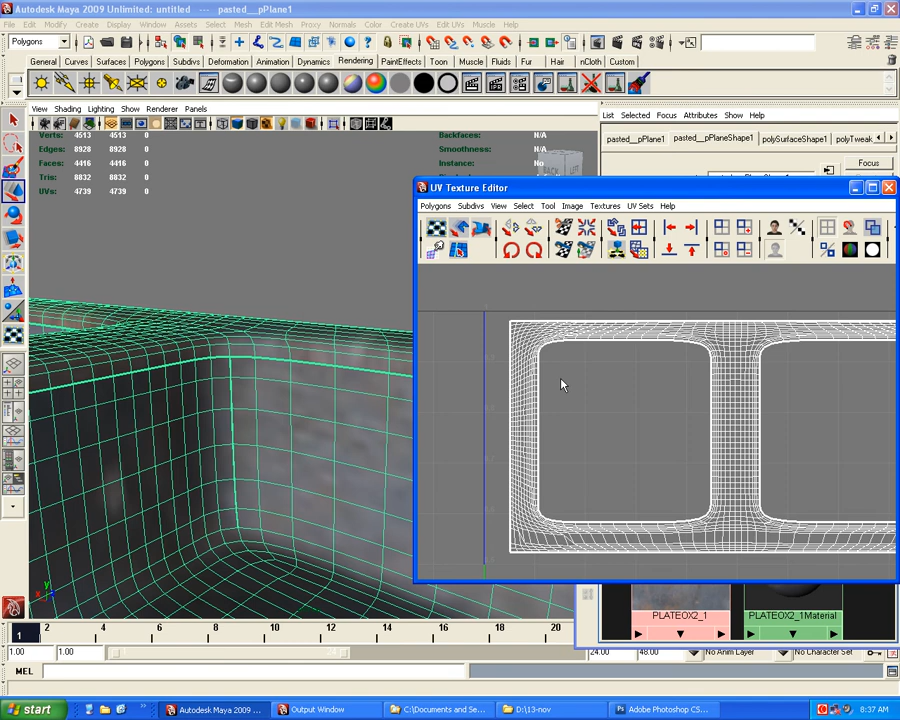 Autodesk Maya 2009 Unlimited: untitled --- pasted__pPlane1
File Edit Modify Create Display Window Assets Select Mesh Edit Mesh Proxy Normals Color Create UVs Edit UVs Muscle Help
Polygons
General Curves Surfaces Polygons Subdivs Deformation Animation Dynamics Rendering PaintEffects Toon Muscle Fluids Fur Hair nCloth Custom
View Shading Lighting Show Renderer Panels
List Selected Focus Attributes Show Help
Verts: 4513 4513 0
Edges: 8928 8928 0
Faces: 4416 4416 0
Tris: 8832 8832 0
UVs: 4739 4739 0
Backfaces: N/A
Smoothness: N/A
Instance:
BACK LEFT
pasted__pPlane1 pasted__pPlaneShape1 polySurfaceShape1 polyTweak
Focus
UV Texture Editor
Polygons Subdivs View Select Tool Image Textures UV Sets Help
PLATEOX2_1 PLATEOX2_1Material
1 2 4 6 8 10 12 14 16 18 20
1.00 1.00 24.00 48.00 No Anim Layer No Character Set
MEL
start Autodesk Maya 2009 ... Output Window C:\Documents and Se... D:\13-nov Adobe Photoshop CS... 8:37 AM